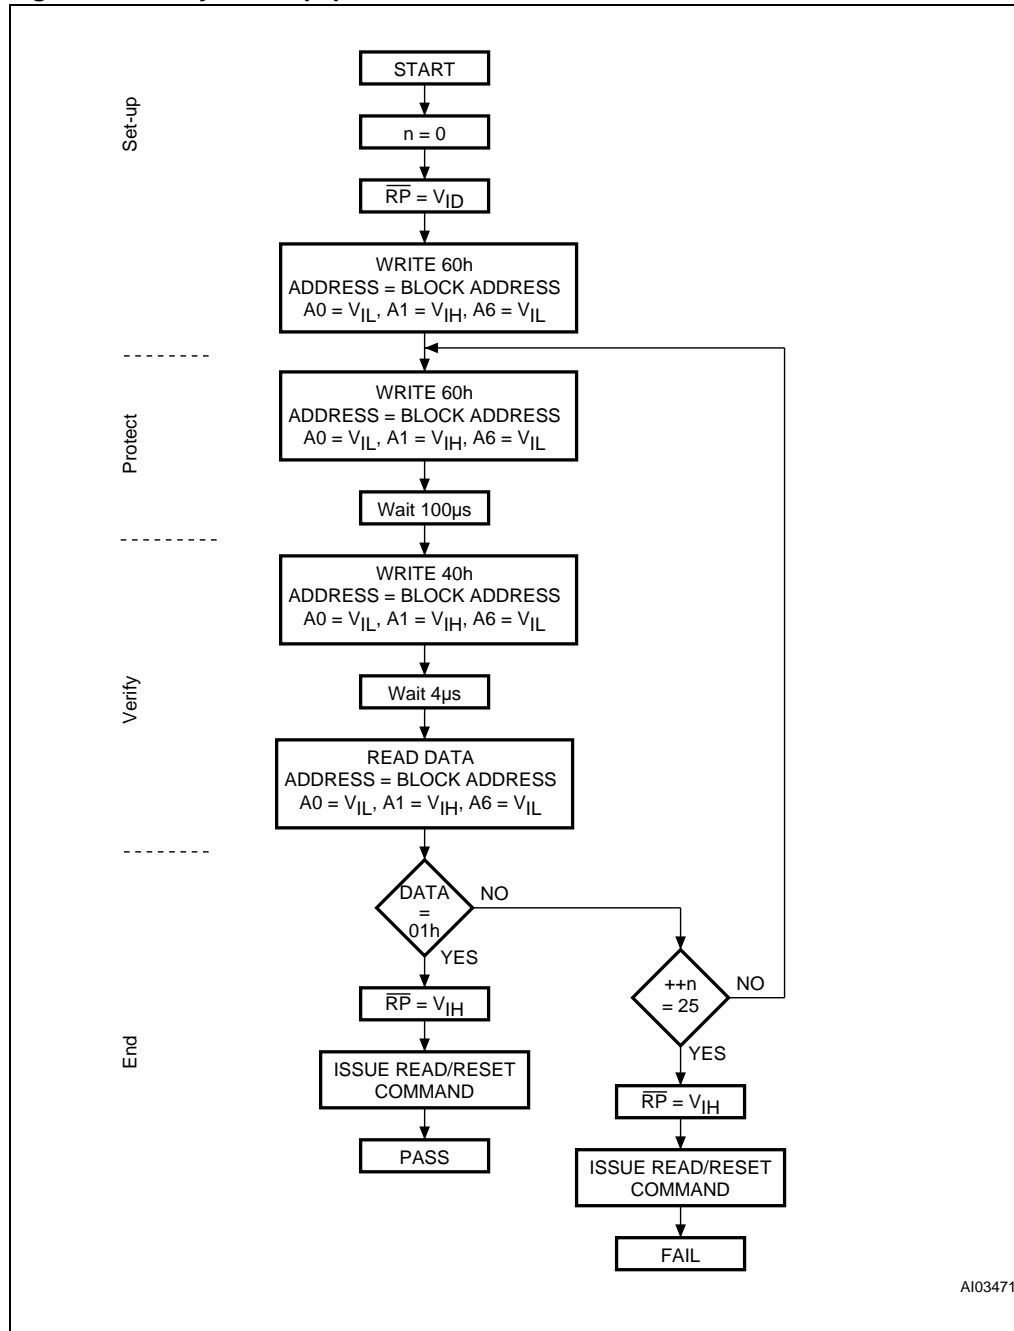 Set-up
START
n = 0
RP = VID
WRITE 60h
ADDRESS = BLOCK ADDRESS
A0 = VIL, A1 = VIH, A6 = VIL
Protect
WRITE 60h
ADDRESS = BLOCK ADDRESS
A0 = VIL, A1 = VIH, A6 = VIL
Wait 100µs
Verify
WRITE 40h
ADDRESS = BLOCK ADDRESS
A0 = VIL, A1 = VIH, A6 = VIL
Wait 4µs
READ DATA
ADDRESS = BLOCK ADDRESS
A0 = VIL, A1 = VIH, A6 = VIL
End
DATA
=
01h
NO
YES
RP = VIH
ISSUE READ/RESET
COMMAND
PASS
++n
= 25
NO
YES
RP = VIH
ISSUE READ/RESET
COMMAND
FAIL
AI03471